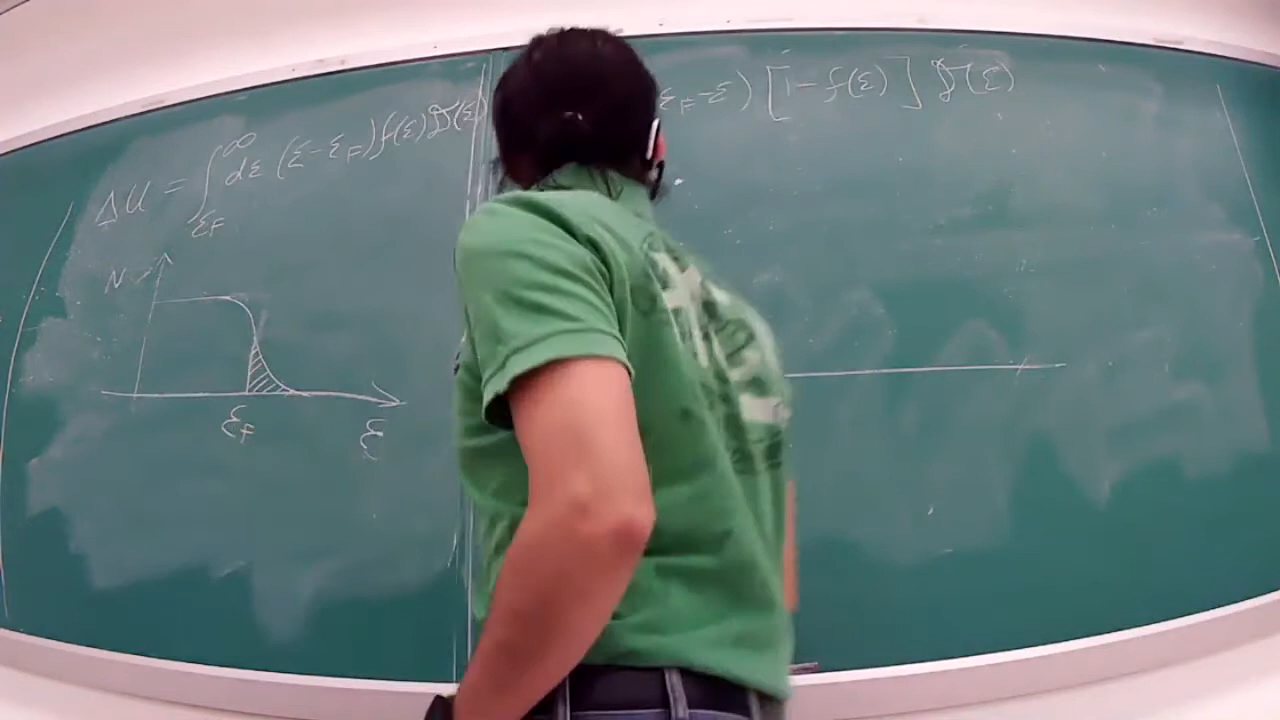 ΔU = ∫_{ε_F}^{∞} dε (ε-ε_F) f(ε) 𝒟(ε) ε_F-ε) [1-f(ε)] 𝒟(ε)
N
ε_F ε